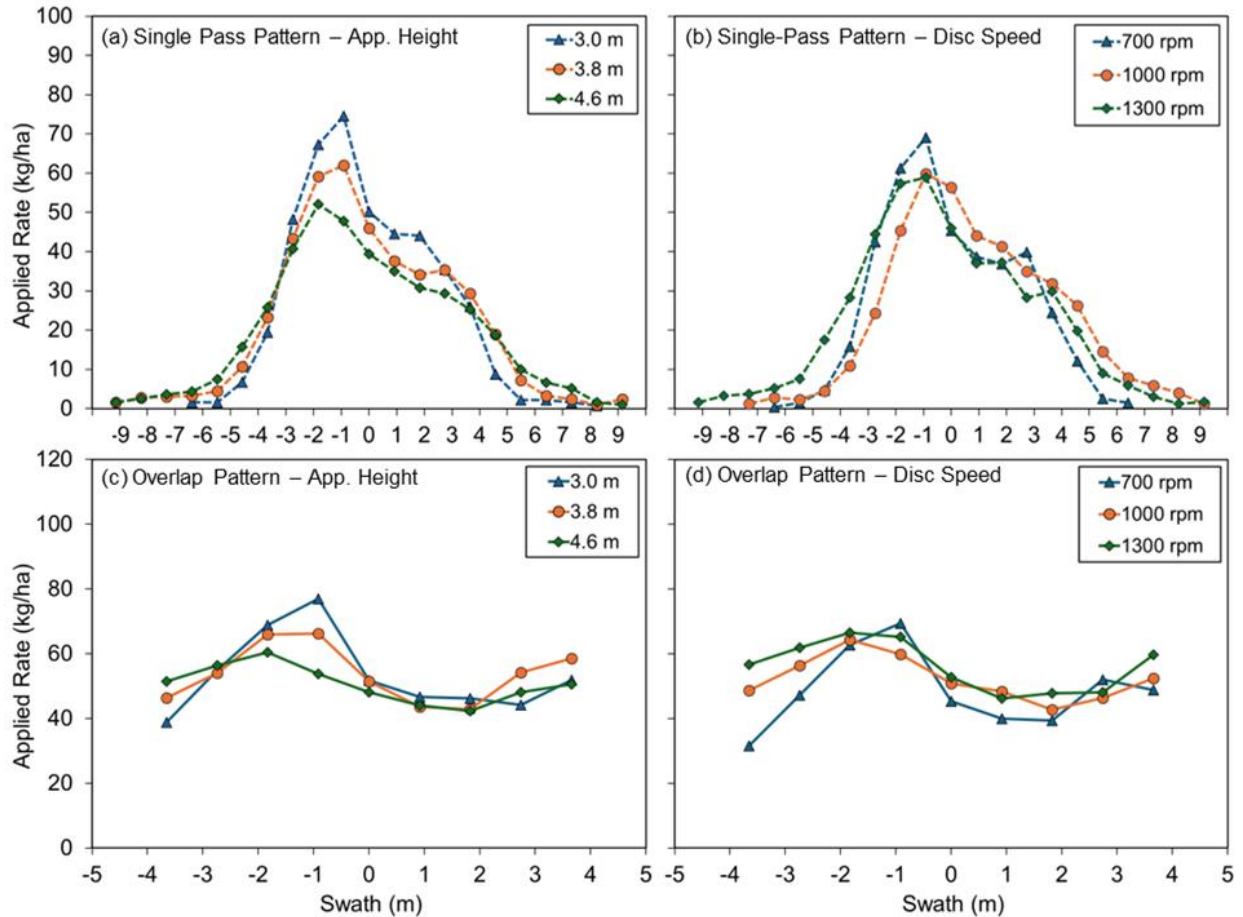 100
90
80
70
60
50
40
30
20
10
0
Applied Rate (kg/ha)
(a) Single Pass Pattern – App. Height
3.0 m
3.8 m
4.6 m
-9 -8 -7 -6 -5 -4 -3 -2 -1 0 1 2 3 4 5 6 7 8 9
(b) Single-Pass Pattern – Disc Speed
700 rpm
1000 rpm
1300 rpm
-9 -8 -7 -6 -5 -4 -3 -2 -1 0 1 2 3 4 5 6 7 8 9
120
100
80
60
40
20
0
Applied Rate (kg/ha)
(c) Overlap Pattern – App. Height
3.0 m
3.8 m
4.6 m
-5 -4 -3 -2 -1 0 1 2 3 4 5
Swath (m)
(d) Overlap Pattern – Disc Speed
700 rpm
1000 rpm
1300 rpm
-5 -4 -3 -2 -1 0 1 2 3 4 5
Swath (m)